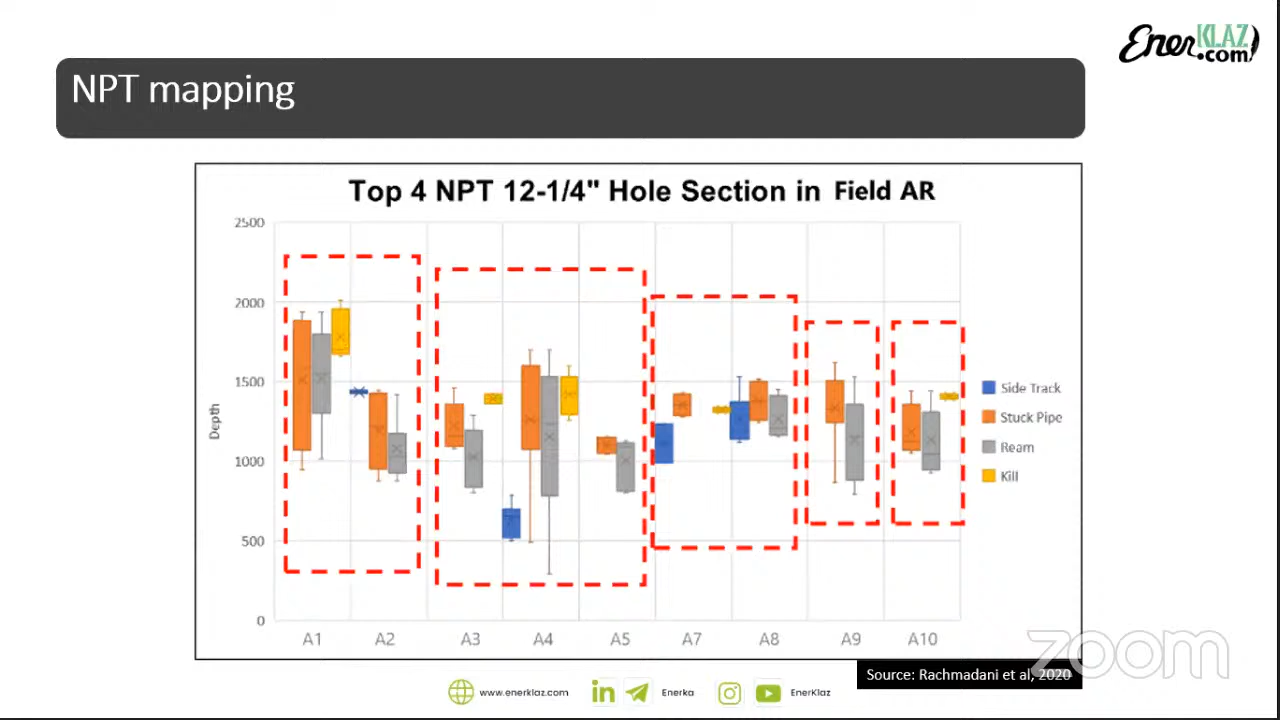 EnerKLAZ
.com
NPT mapping
Top 4 NPT 12-1/4" Hole Section in Field AR
2500
2000
1500
1000
500
0
Depth
A1 A2 A3 A4 A5 A7 A8 A9 A10
Side Track
Stuck Pipe
Ream
Kill
zoom
Source: Rachmadani et al, 2020
www.enerklaz.com Enerka EnerKlaz